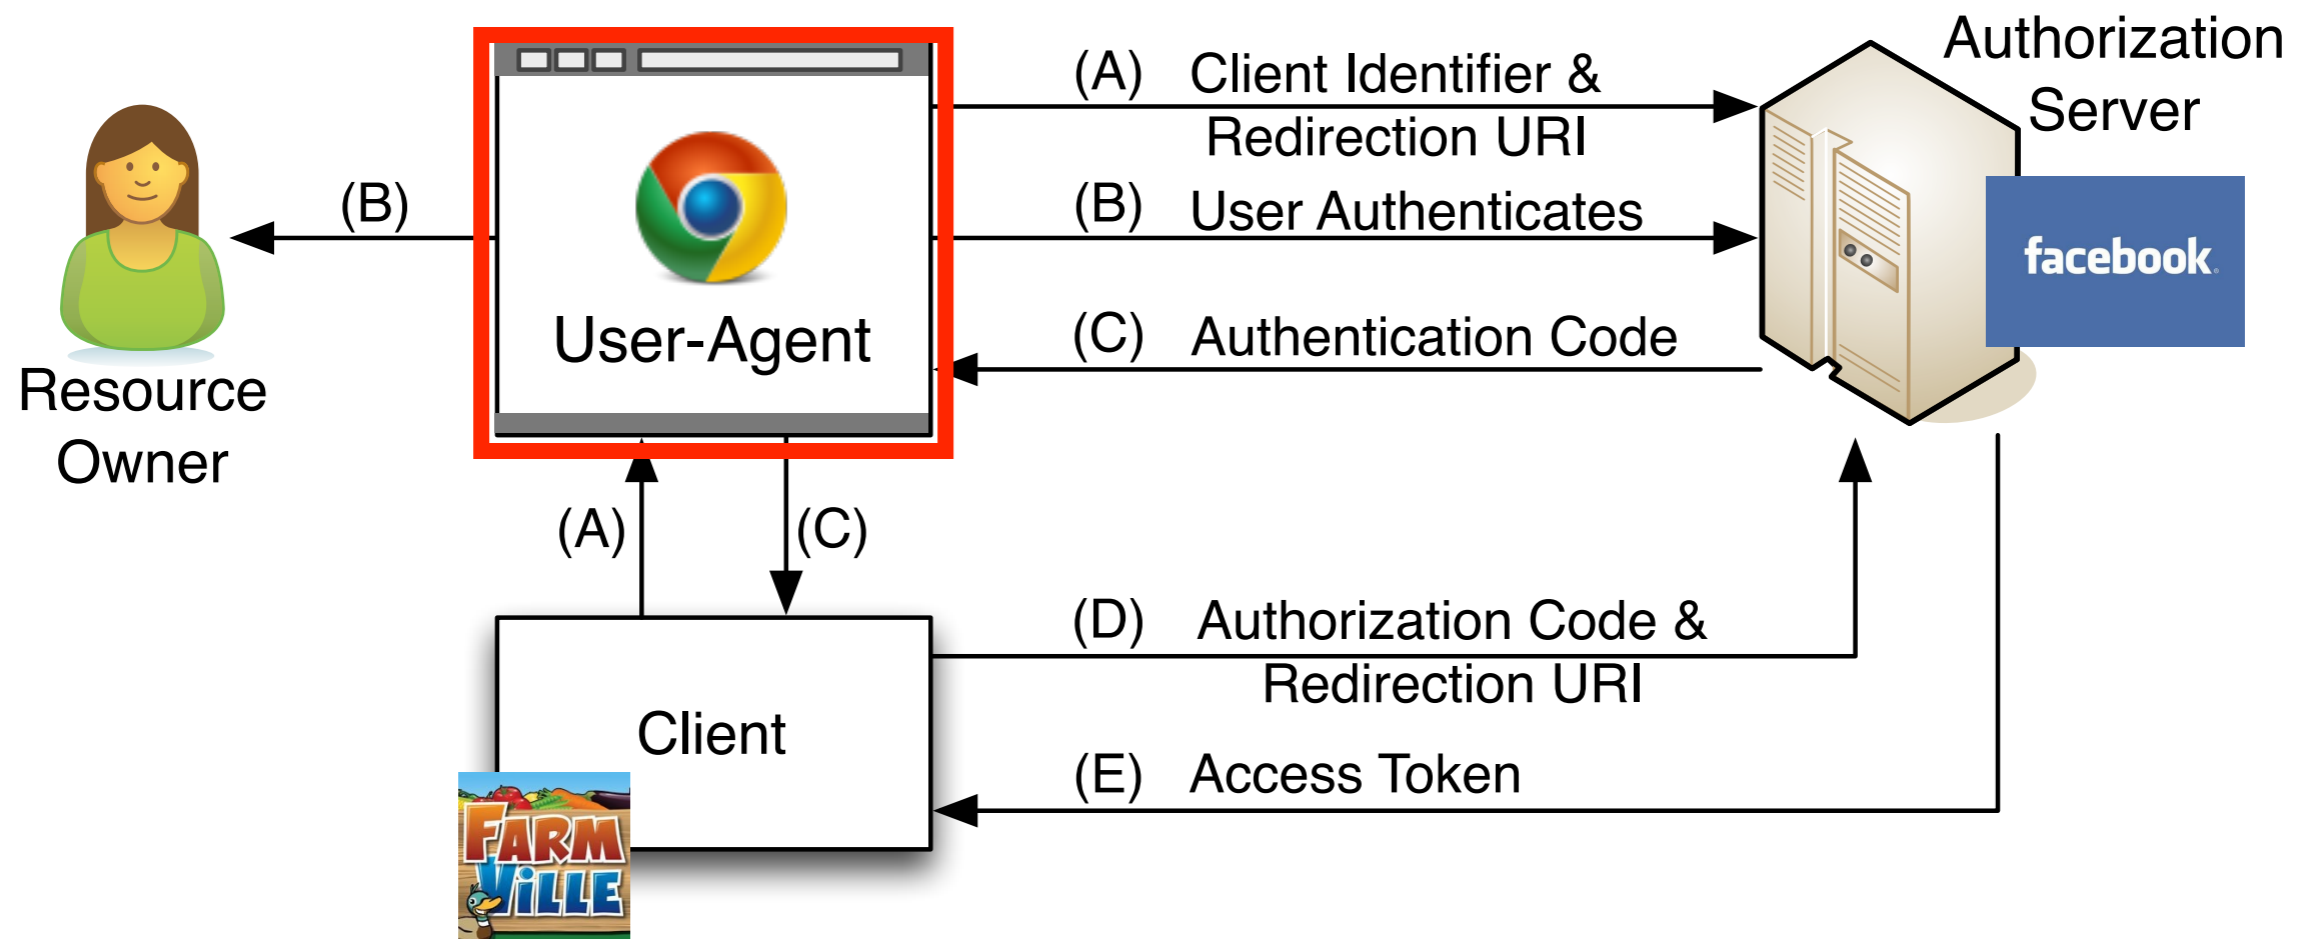 Authorization
Server
(A) Client Identifier &
Redirection URI
(B)
(B) User Authenticates
facebook.
(C) Authentication Code
User-Agent
Resource
Owner
(A)
(C)
(D) Authorization Code &
Redirection URI
Client
(E) Access Token
FARM
VILLE